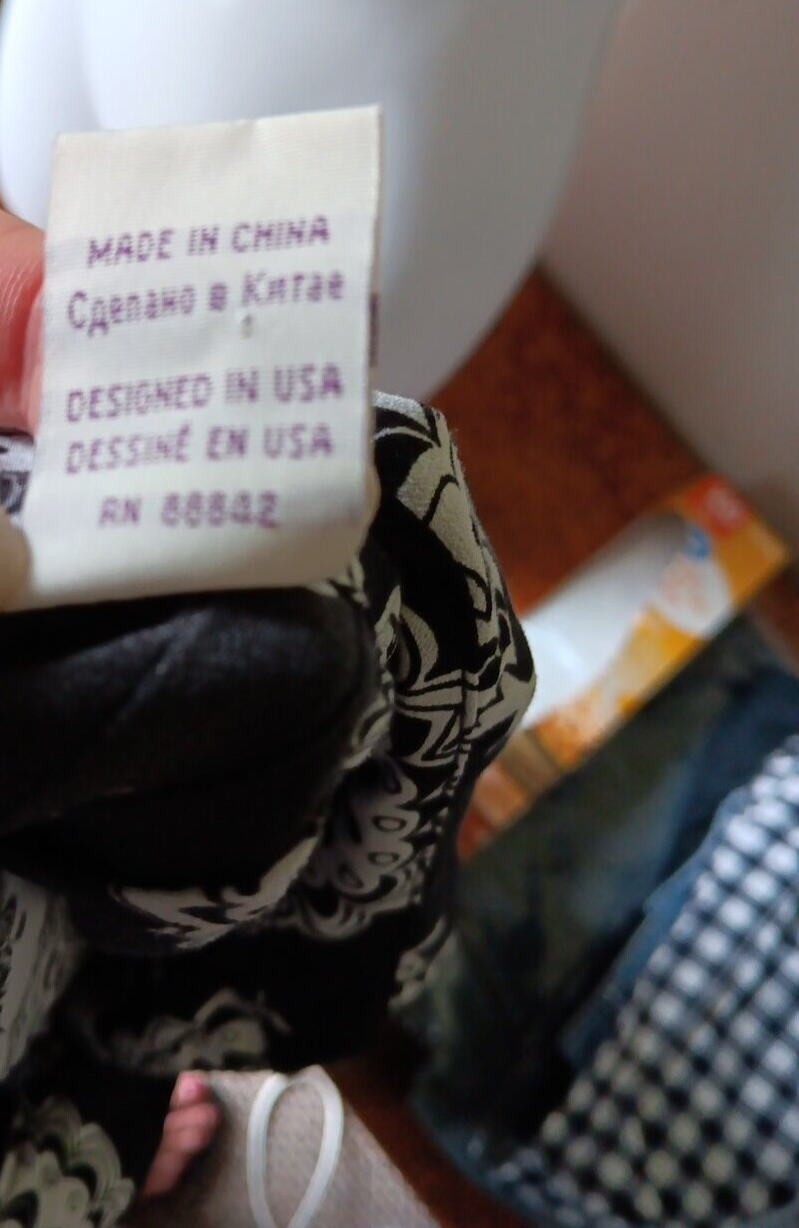 MADE IN CHINA
Сделано в Китае
DESIGNED IN USA
DESSINÉ EN USA
RN 88842